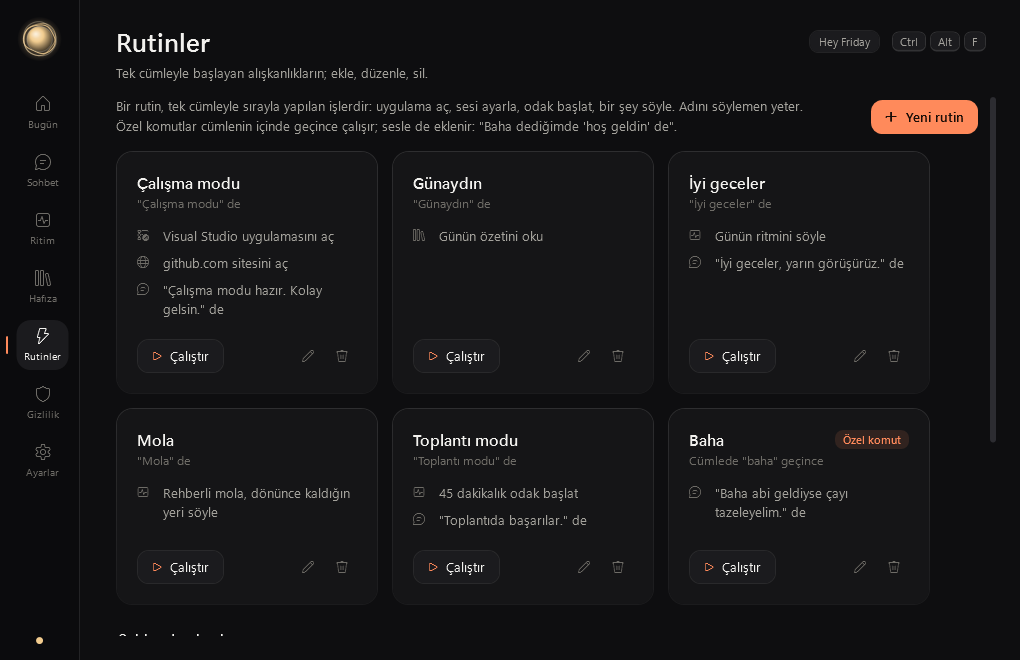 Rutinler
Hey Friday
Ctrl
Alt
F
Tek cümleyle başlayan alışkanlıkların; ekle, düzenle, sil.
Bir rutin, tek cümleyle sırayla yapılan işlerdir: uygulama aç, sesi ayarla, odak başlat, bir şey söyle. Adını söylemen yeter.
Özel komutlar cümlenin içinde geçince çalışır; sesle de eklenir: "Baha dediğimde 'hoş geldin' de".
Yeni rutin
Bugün
Sohbet
Ritim
Hafıza
Rutinler
Gizlilik
Ayarlar
Çalışma modu
"Çalışma modu" de
Visual Studio uygulamasını aç
github.com sitesini aç
"Çalışma modu hazır. Kolay
gelsin." de
Çalıştır
Günaydın
"Günaydın" de
Günün özetini oku
Çalıştır
İyi geceler
"İyi geceler" de
Günün ritmini söyle
"İyi geceler, yarın görüşürüz." de
Çalıştır
Mola
"Mola" de
Rehberli mola, dönünce kaldığın
yeri söyle
Çalıştır
Toplantı modu
"Toplantı modu" de
45 dakikalık odak başlat
"Toplantıda başarılar." de
Çalıştır
Baha
Özel komut
Cümlede "baha" geçince
"Baha abi geldiyse çayı
tazeleyelim." de
Çalıştır